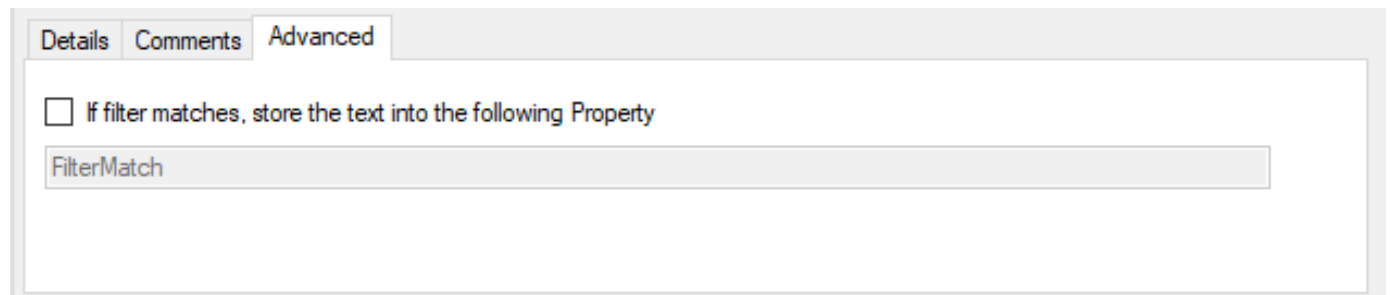 Details Comments Advanced
If filter matches, store the text into the following Property
FilterMatch